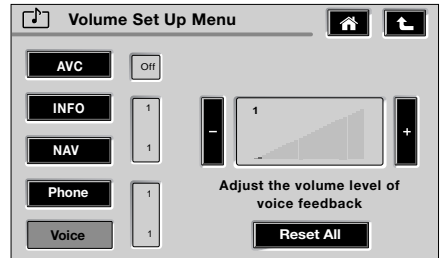 Volume Set Up Menu
AVC Off
INFO 1
NAV 1
Phone 1
Voice 1
-
1
+
Adjust the volume level of
voice feedback
Reset All